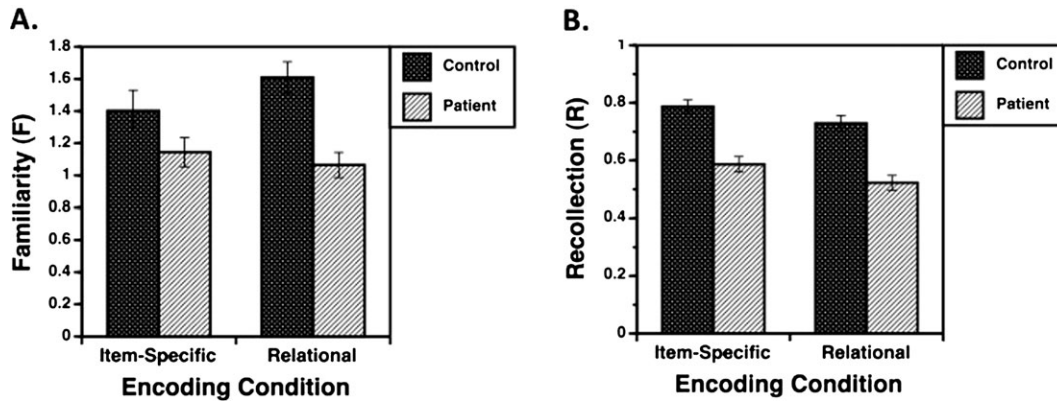 A.
Familiarity (F)
1.8
1.6
1.4
1.2
1
0.8
0.6
0.4
0.2
0
Control
Patient
Item-Specific Relational
Encoding Condition
B.
Recollection (R)
1
0.8
0.6
0.4
0.2
0
Control
Patient
Item-Specific Relational
Encoding Condition